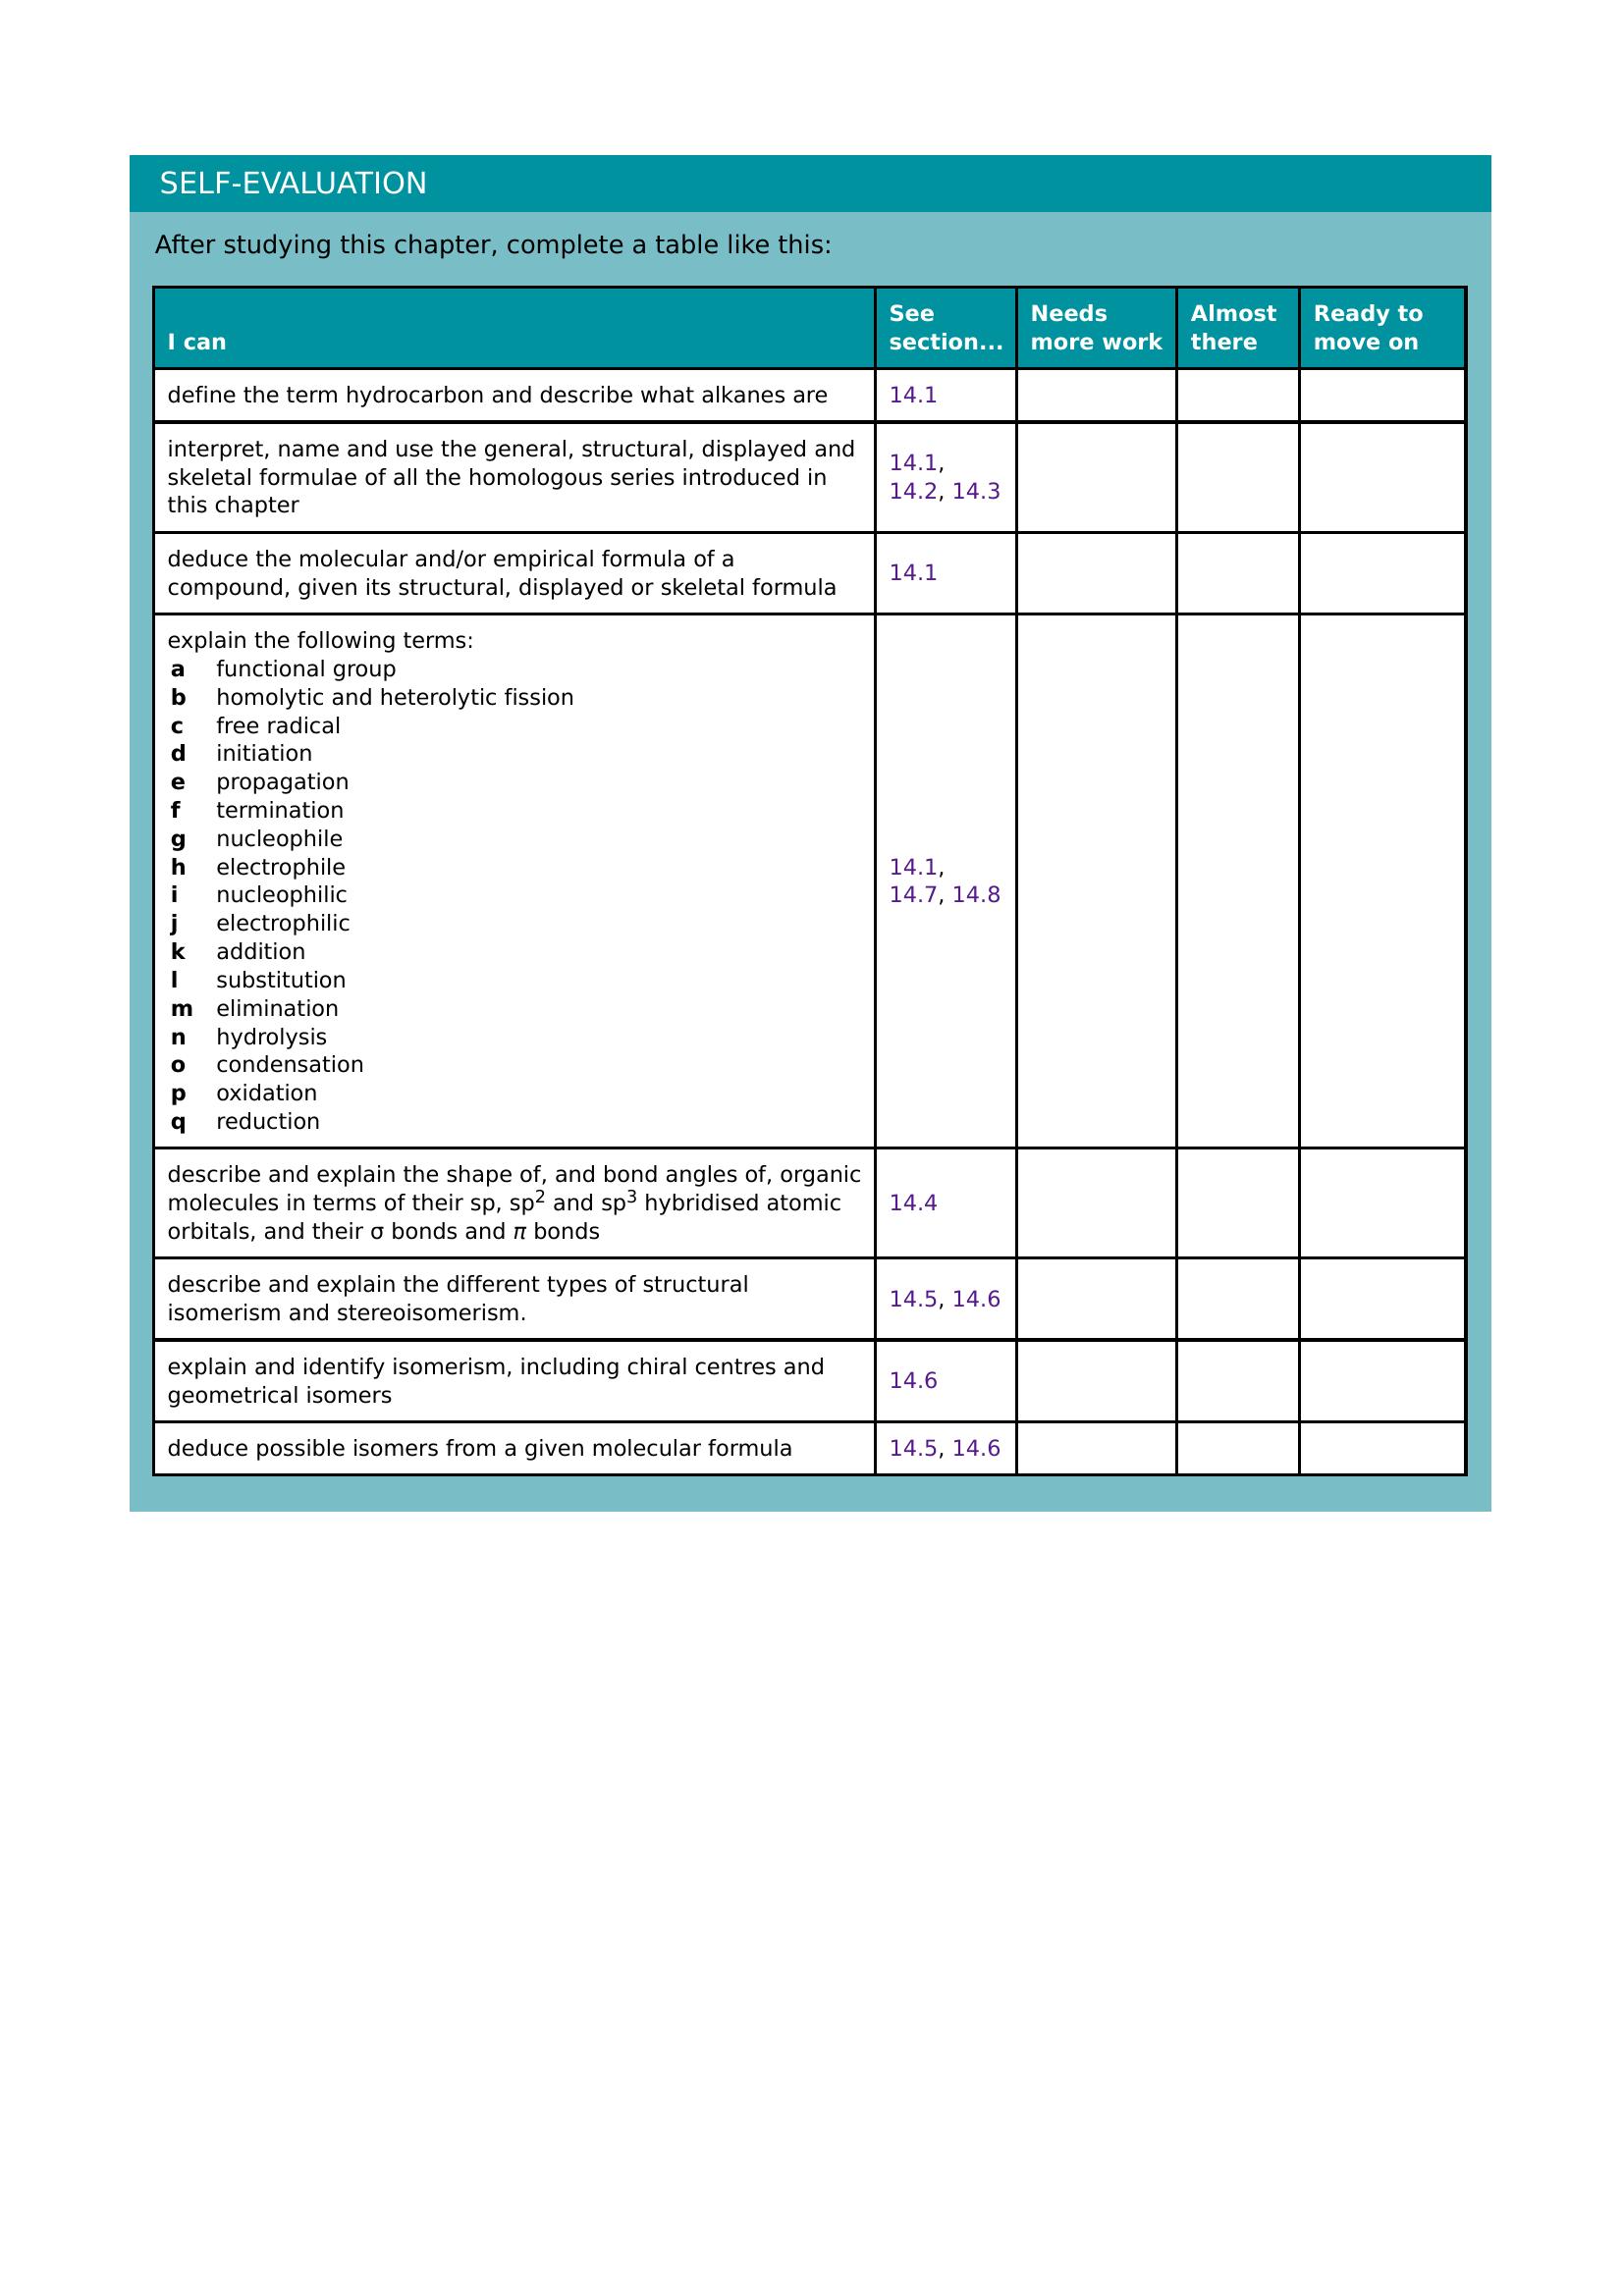 SELF-EVALUATION
After studying this chapter, complete a table like this:
I can
See section...
Needs more work
Almost there
Ready to move on
define the term hydrocarbon and describe what alkanes are
14.1
interpret, name and use the general, structural, displayed and
skeletal formulae of all the homologous series introduced in
this chapter
14.1,
14.2, 14.3
deduce the molecular and/or empirical formula of a
compound, given its structural, displayed or skeletal formula
14.1
explain the following terms:
a functional group
b homolytic and heterolytic fission
c free radical
d initiation
e propagation
f termination
g nucleophile
h electrophile
i nucleophilic
j electrophilic
k addition
l substitution
m elimination
n hydrolysis
o condensation
p oxidation
q reduction
14.1,
14.7, 14.8
describe and explain the shape of, and bond angles of, organic
molecules in terms of their sp, sp² and sp³ hybridised atomic
orbitals, and their σ bonds and π bonds
14.4
describe and explain the different types of structural
isomerism and stereoisomerism.
14.5, 14.6
explain and identify isomerism, including chiral centres and
geometrical isomers
14.6
deduce possible isomers from a given molecular formula
14.5, 14.6